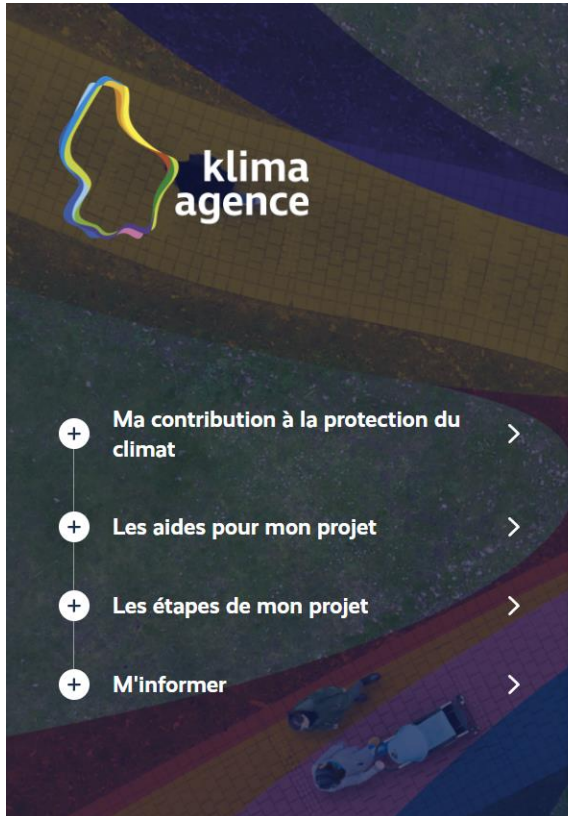 klima
agence
Ma contribution à la protection du
climat
Les aides pour mon projet
Les étapes de mon projet
M'informer